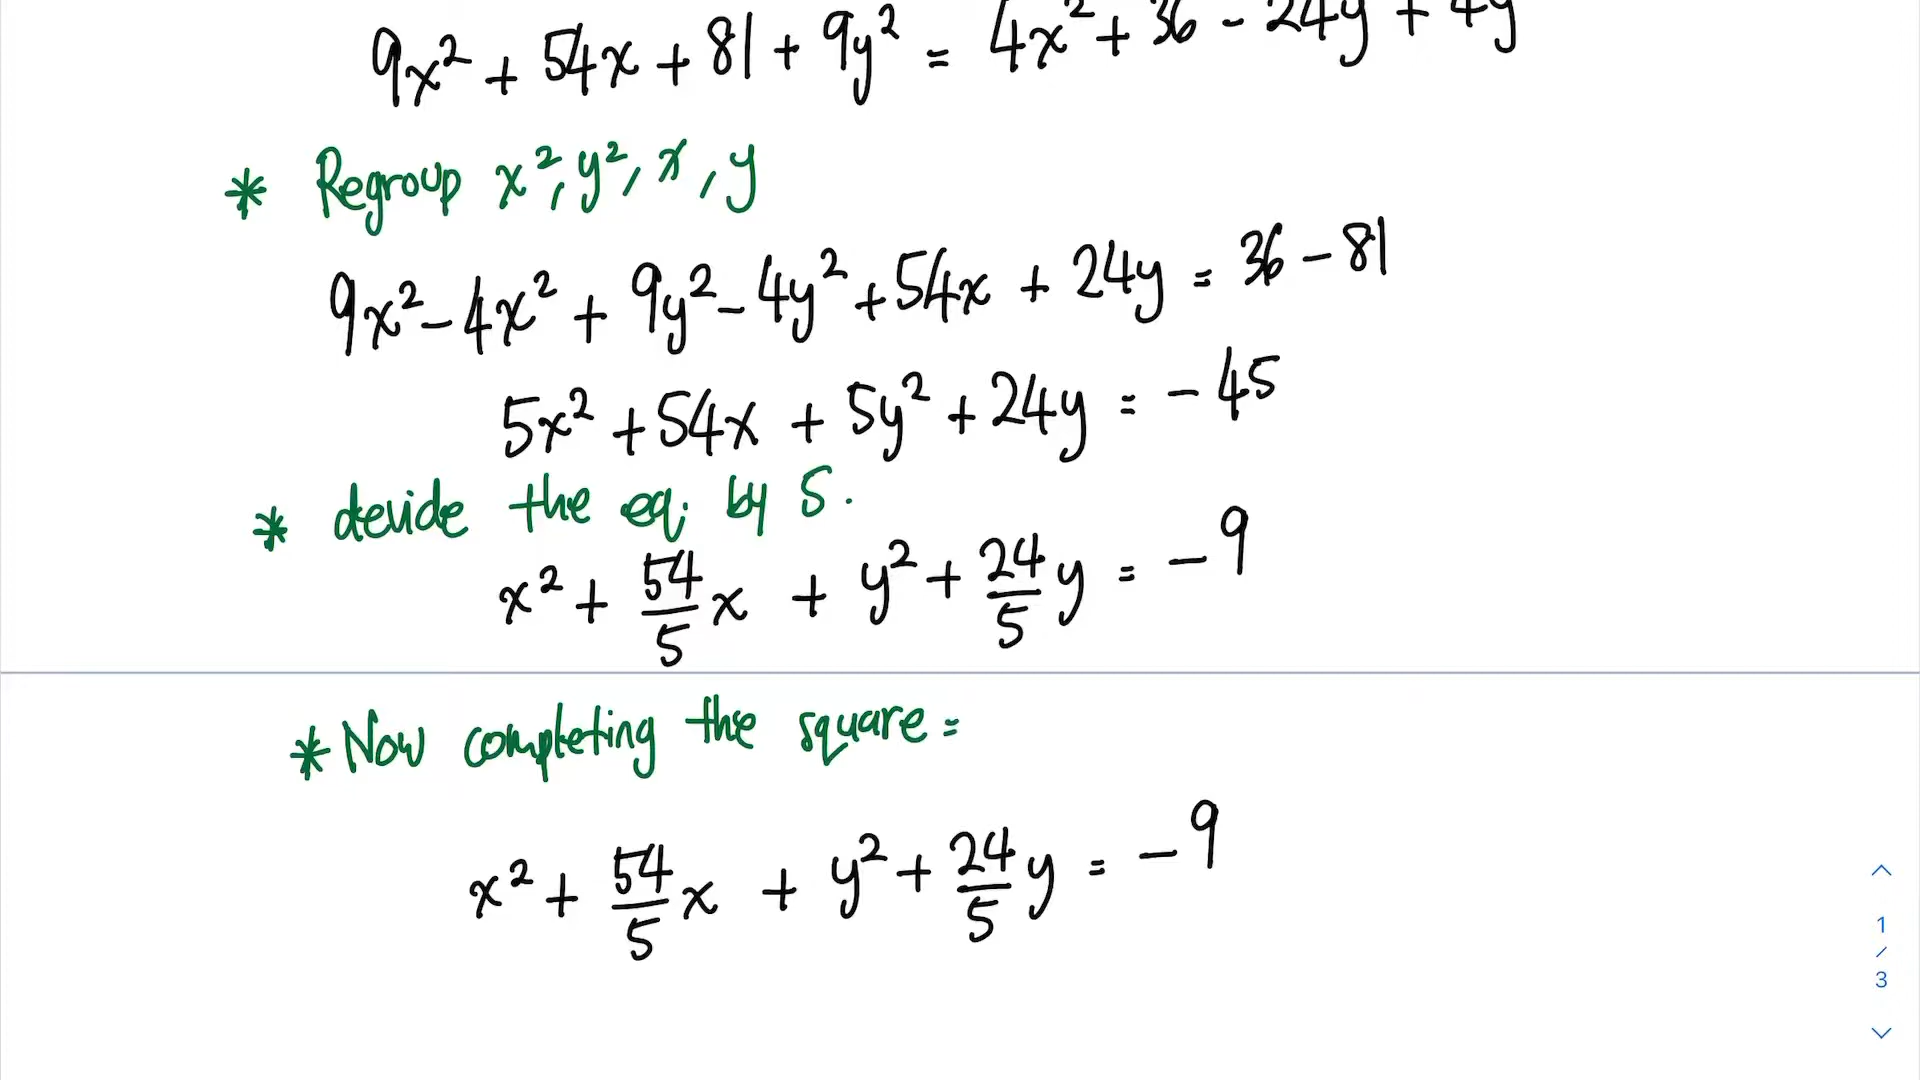 9x² + 54x + 81 + 9y² = 4x² + 36 - 24y + 4y
* Regroup x², y², x, y
9x² - 4x² + 9y² - 4y² + 54x + 24y = 36 - 81
5x² + 54x + 5y² + 24y = - 45
* devide the eq. by 5.
x² + 54/5 x + y² + 24/5 y = - 9
* Now completing the square =
x² + 54/5 x + y² + 24/5 y = - 9
1
/
3